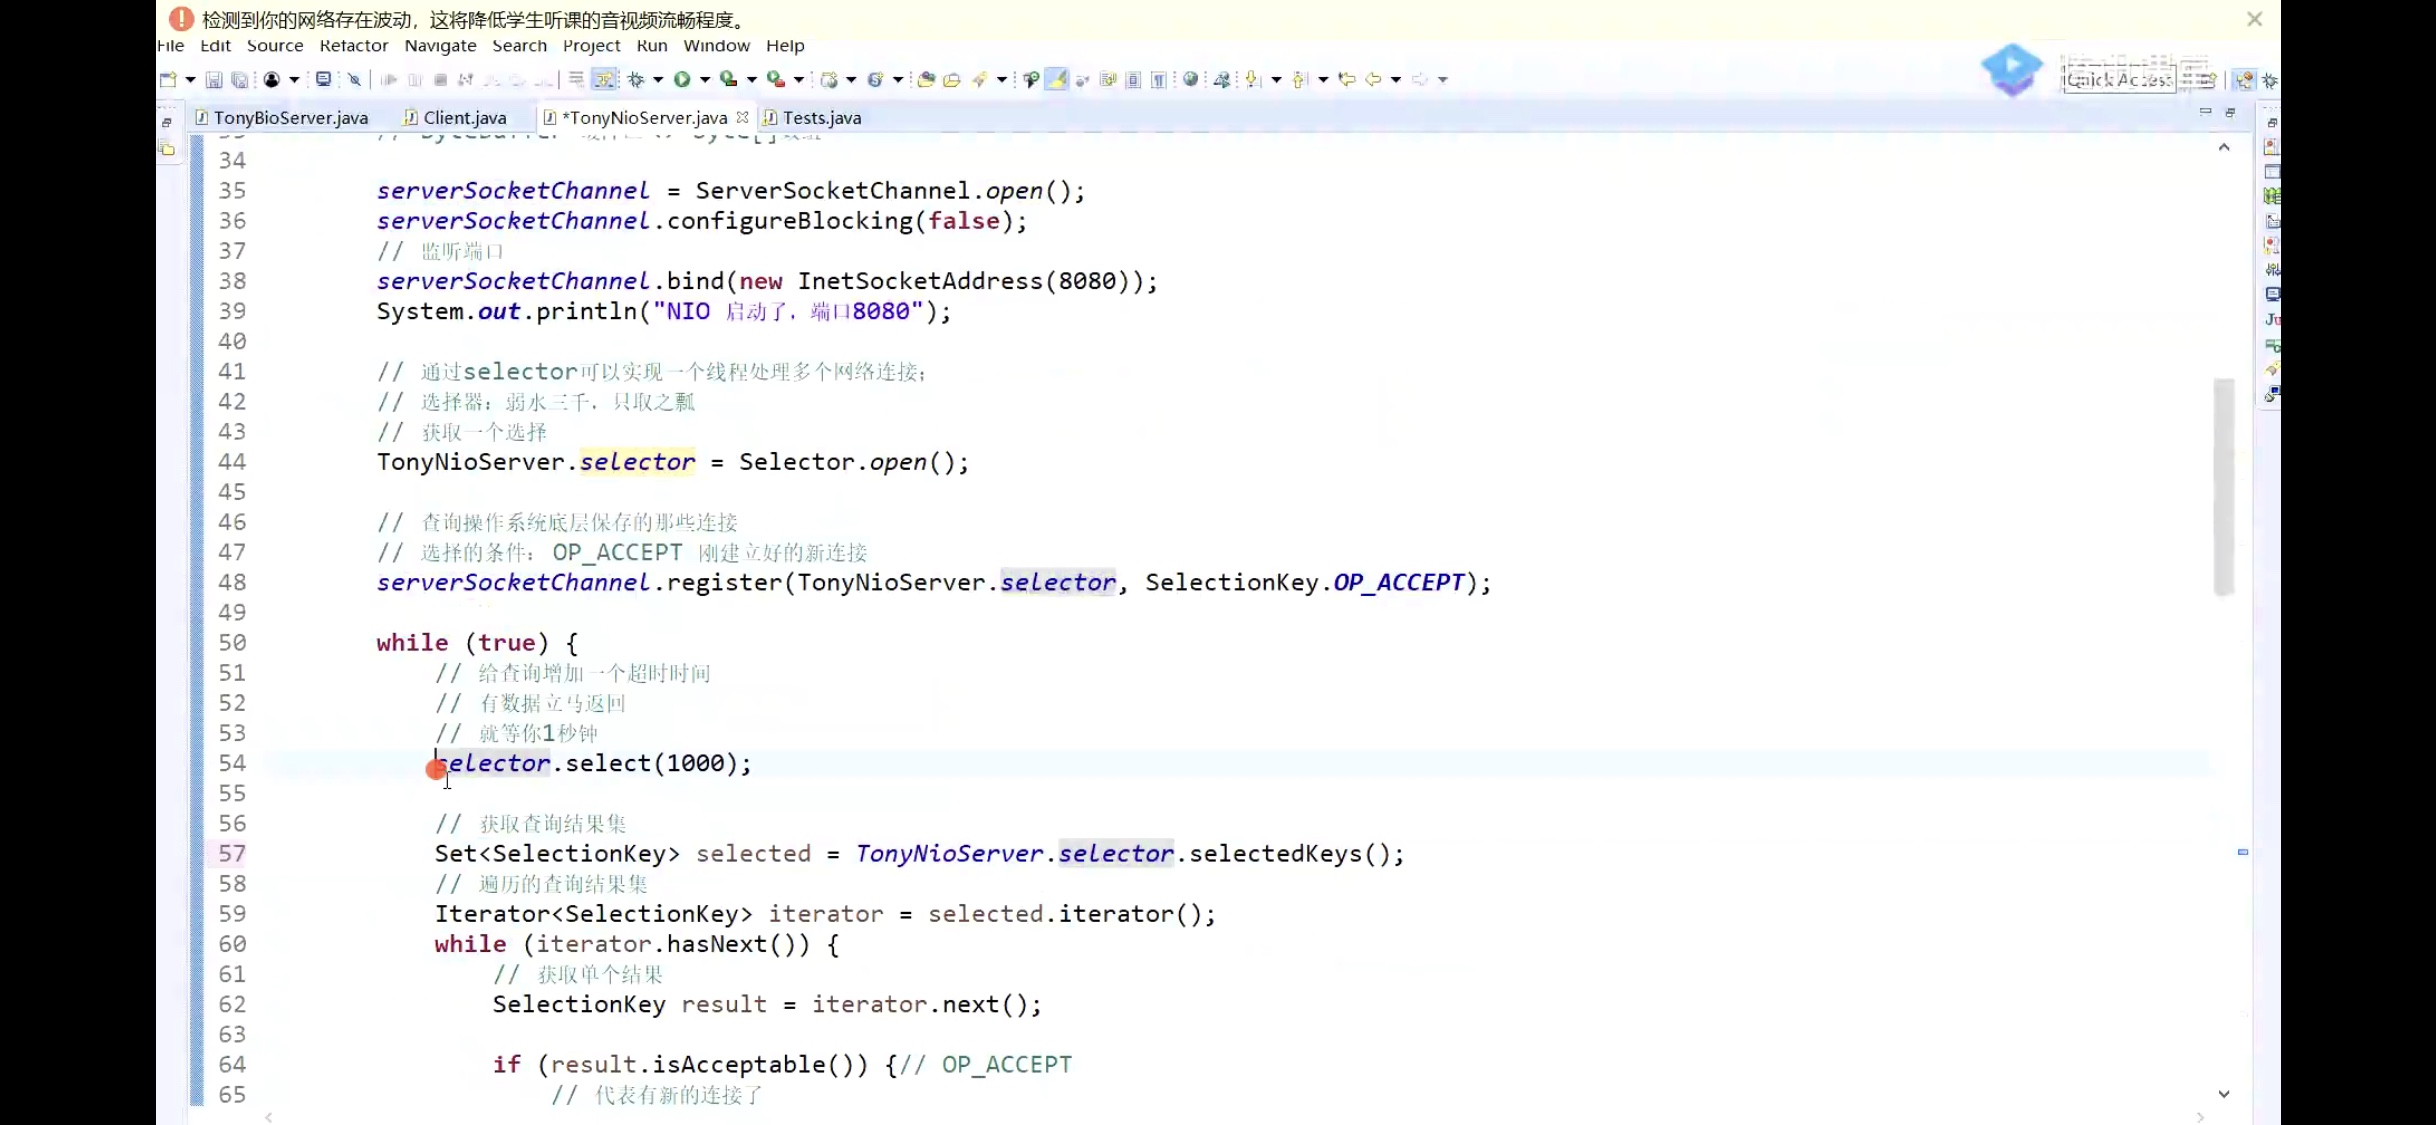 检测到你的网络存在波动，这将降低学生听课的音视频流畅程度。
File Edit Source Refactor Navigate Search Project Run Window Help
Quick Access
TonyBioServer.java Client.java *TonyNioServer.java Tests.java
34
35 serverSocketChannel = ServerSocketChannel.open();
36 serverSocketChannel.configureBlocking(false);
37 // 监听端口
38 serverSocketChannel.bind(new InetSocketAddress(8080));
39 System.out.println("NIO 启动了，端口8080");
40
41 // 通过selector可以实现一个线程处理多个网络连接；
42 // 选择器：弱水三千，只取之瓢
43 // 获取一个选择
44 TonyNioServer.selector = Selector.open();
45
46 // 查询操作系统底层保存的那些连接
47 // 选择的条件： OP_ACCEPT 刚建立好的新连接
48 serverSocketChannel.register(TonyNioServer.selector, SelectionKey.OP_ACCEPT);
49
50 while (true) {
51 // 给查询增加一个超时时间
52 // 有数据立马返回
53 // 就等你1秒钟
54 selector.select(1000);
55
56 // 获取查询结果集
57 Set<SelectionKey> selected = TonyNioServer.selector.selectedKeys();
58 // 遍历的查询结果集
59 Iterator<SelectionKey> iterator = selected.iterator();
60 while (iterator.hasNext()) {
61 // 获取单个结果
62 SelectionKey result = iterator.next();
63
64 if (result.isAcceptable()) {// OP_ACCEPT
65 // 代表有新的连接了